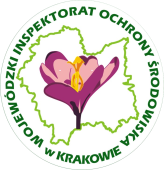 WOJEWÓDZKI INSPEKTORAT OCHRONY ŚRODOWISKA
w KRAKOWIE